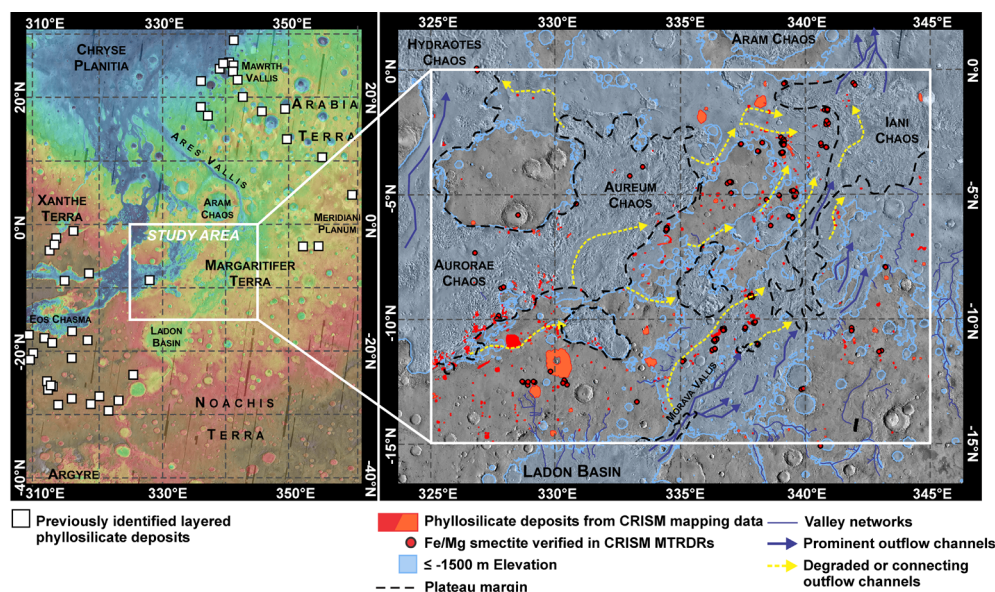 310°E 330°E 350°E
325°E 330°E 335°E 340°E 345°E
CHRYSE
PLANITIA
MAWRTH
VALLIS
ARABIA
TERRA
20°N
20°N
ARES VALLIS
XANTHE
TERRA
ARAM
CHAOS
MERIDIANI
PLANUM
0°N
0°N
STUDY AREA
MARGARITIFER
TERRA
EOS CHASMA
LADON
BASIN
-20°N
-20°N
NOACHIS
TERRA
ARGYRE
-40°N
-40°N
310°E 330°E 350°E
HYDRAOTES
CHAOS
ARAM CHAOS
0°N
0°N
IANI
CHAOS
AUREUM
CHAOS
-5°N
-5°N
AURORAE
CHAOS
-10°N
-10°N
MORAVA VALLIS
-15°N
-15°N
LADON BASIN
325°E 330°E 335°E 340°E 345°E
Previously identified layered
phyllosilicate deposits
Phyllosilicate deposits from CRISM mapping data
Fe/Mg smectite verified in CRISM MTRDRs
≤ -1500 m Elevation
Plateau margin
Valley networks
Prominent outflow channels
Degraded or connecting
outflow channels